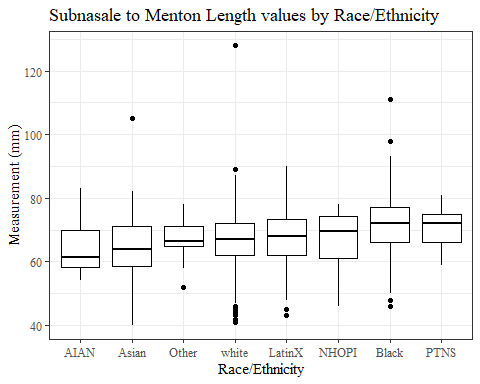 Subnasale to Menton Length values by Race/Ethnicity
Measurement (mm)
120
100
80
60
40
AIAN Asian Other white LatinX NHOPI Black PTNS
Race/Ethnicity